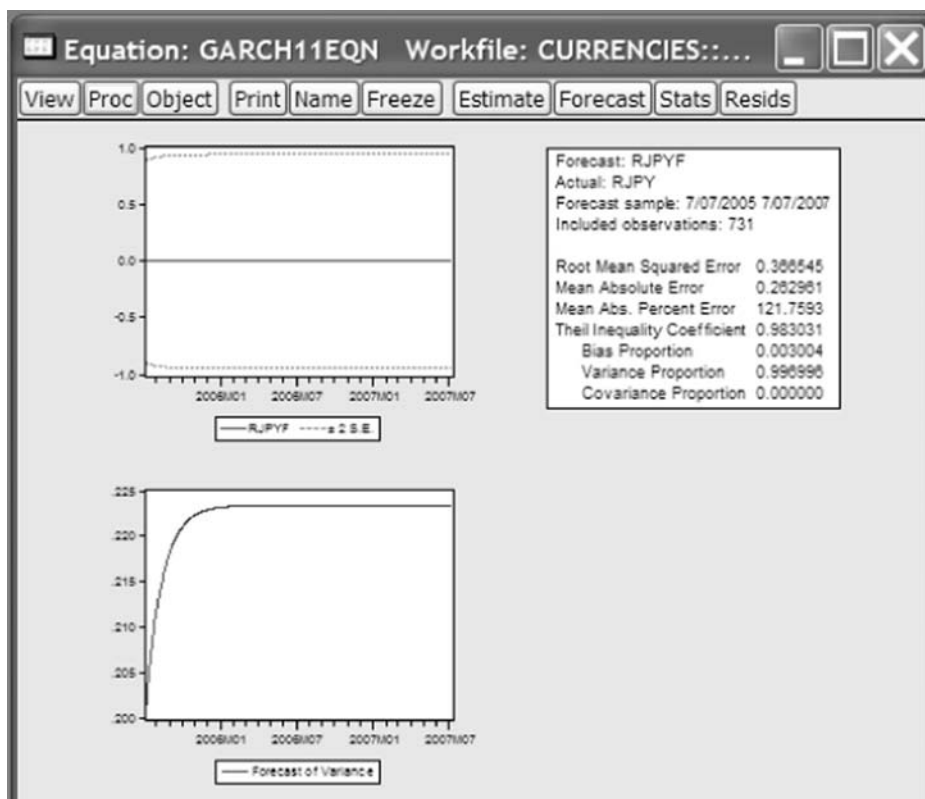 Equation: GARCH11EQN Workfile: CURRENCIES::...
View Proc Object Print Name Freeze Estimate Forecast Stats Resids
1.0
0.5
0.0
-0.5
-1.0
2006M01 2006M07 2007M01 2007M07
RJPYF ± 2 S.E.
Forecast: RJPYF
Actual: RJPY
Forecast sample: 7/07/2005 7/07/2007
Included observations: 731
Root Mean Squared Error 0.366545
Mean Absolute Error 0.262961
Mean Abs. Percent Error 121.7593
Theil Inequality Coefficient 0.983031
Bias Proportion 0.003004
Variance Proportion 0.996996
Covariance Proportion 0.000000
.225
.220
.215
.210
.205
.200
2006M01 2006M07 2007M01 2007M07
Forecast of Variance